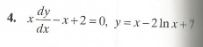 4. x dy/dx - x + 2 = 0, y = x - 2 ln x + 7